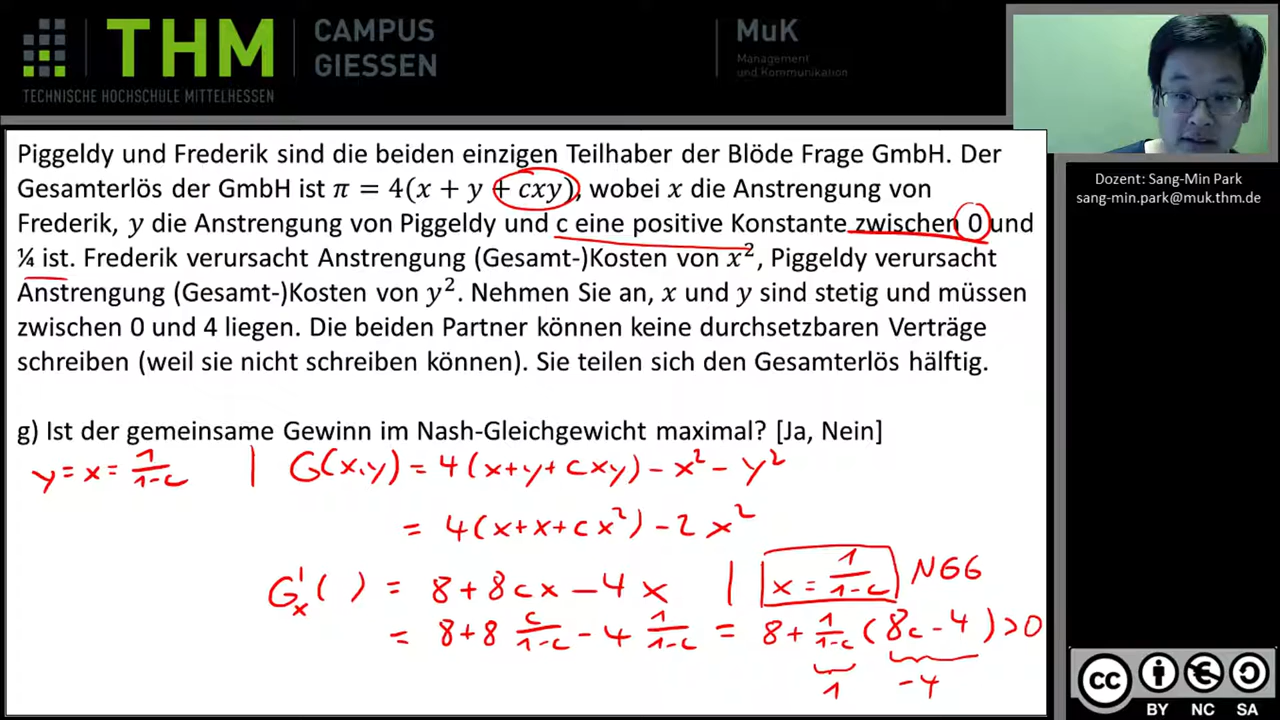 THM
CAMPUS
GIESSEN
TECHNISCHE HOCHSCHULE MITTELHESSEN
MuK
Management
und Kommunikation
Dozent: Sang-Min Park
sang-min.park@muk.thm.de
Piggeldy und Frederik sind die beiden einzigen Teilhaber der Blöde Frage GmbH. Der
Gesamterlös der GmbH ist π = 4(x + y + cxy), wobei x die Anstrengung von
Frederik, y die Anstrengung von Piggeldy und c eine positive Konstante zwischen 0 und
¼ ist. Frederik verursacht Anstrengung (Gesamt-)Kosten von x², Piggeldy verursacht
Anstrengung (Gesamt-)Kosten von y². Nehmen Sie an, x und y sind stetig und müssen
zwischen 0 und 4 liegen. Die beiden Partner können keine durchsetzbaren Verträge
schreiben (weil sie nicht schreiben können). Sie teilen sich den Gesamterlös hälftig.
g) Ist der gemeinsame Gewinn im Nash-Gleichgewicht maximal? [Ja, Nein]
y = x = 1/(1-c) | G(x,y) = 4(x+y+cxy) - x² - y²
= 4(x+x+cx²) - 2x²
G'x( ) = 8+8cx-4x | x = 1/(1-c) NGG
= 8+8 c/(1-c) - 4 1/(1-c) = 8 + 1/(1-c) (8c-4) > 0
1 -4
cc BY NC SA